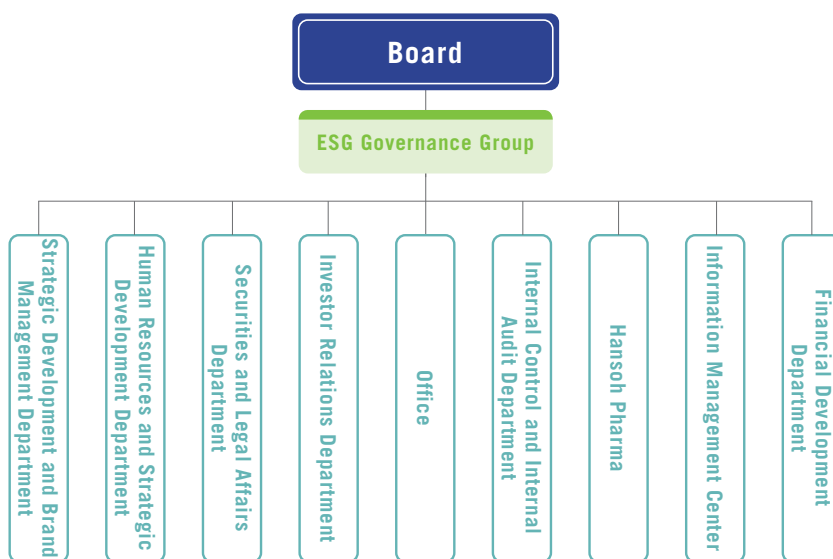 Board
ESG Governance Group
Strategic Development and Brand
Management Department
Human Resources and Strategic
Development Department
Securities and Legal Affairs
Department
Investor Relations Department
Office
Internal Control and Internal
Audit Department
Hansoh Pharma
Information Management Center
Financial Development
Department